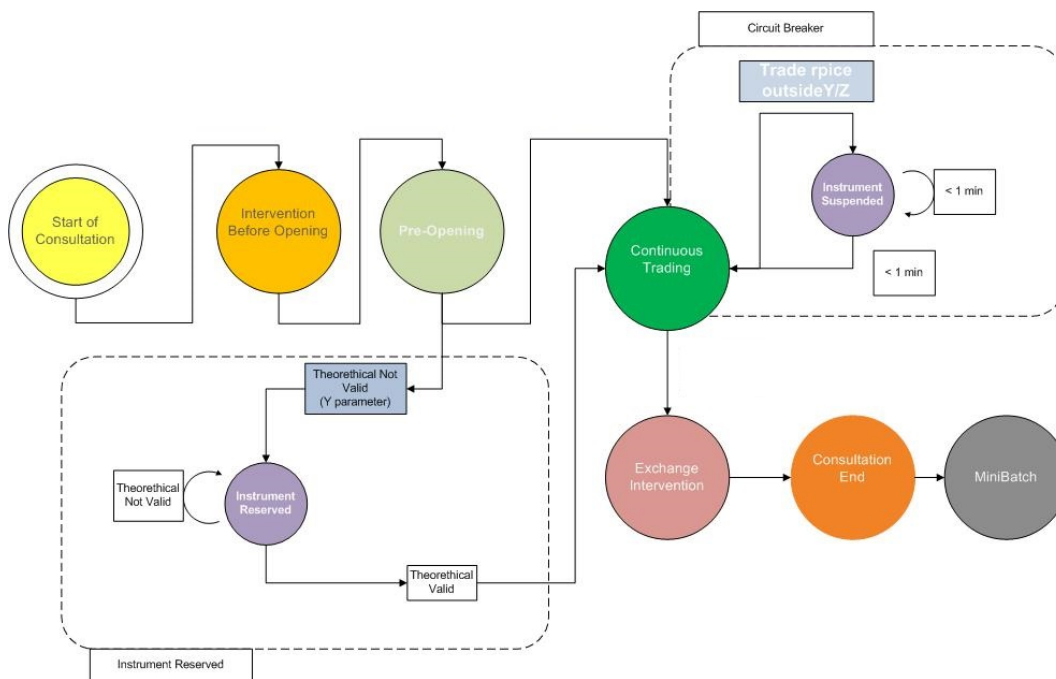 Circuit Breaker
Trade rpice
outsideY/Z
Start of
Consultation
Intervention
Before Opening
Pre-Opening
Continuous
Trading
Instrument
Suspended
< 1 min
< 1 min
Theorethical Not
Valid
(Y parameter)
Theorethical
Not Valid
Instrument
Reserved
Theorethical
Valid
Exchange
Intervention
Consultation
End
MiniBatch
Instrument Reserved